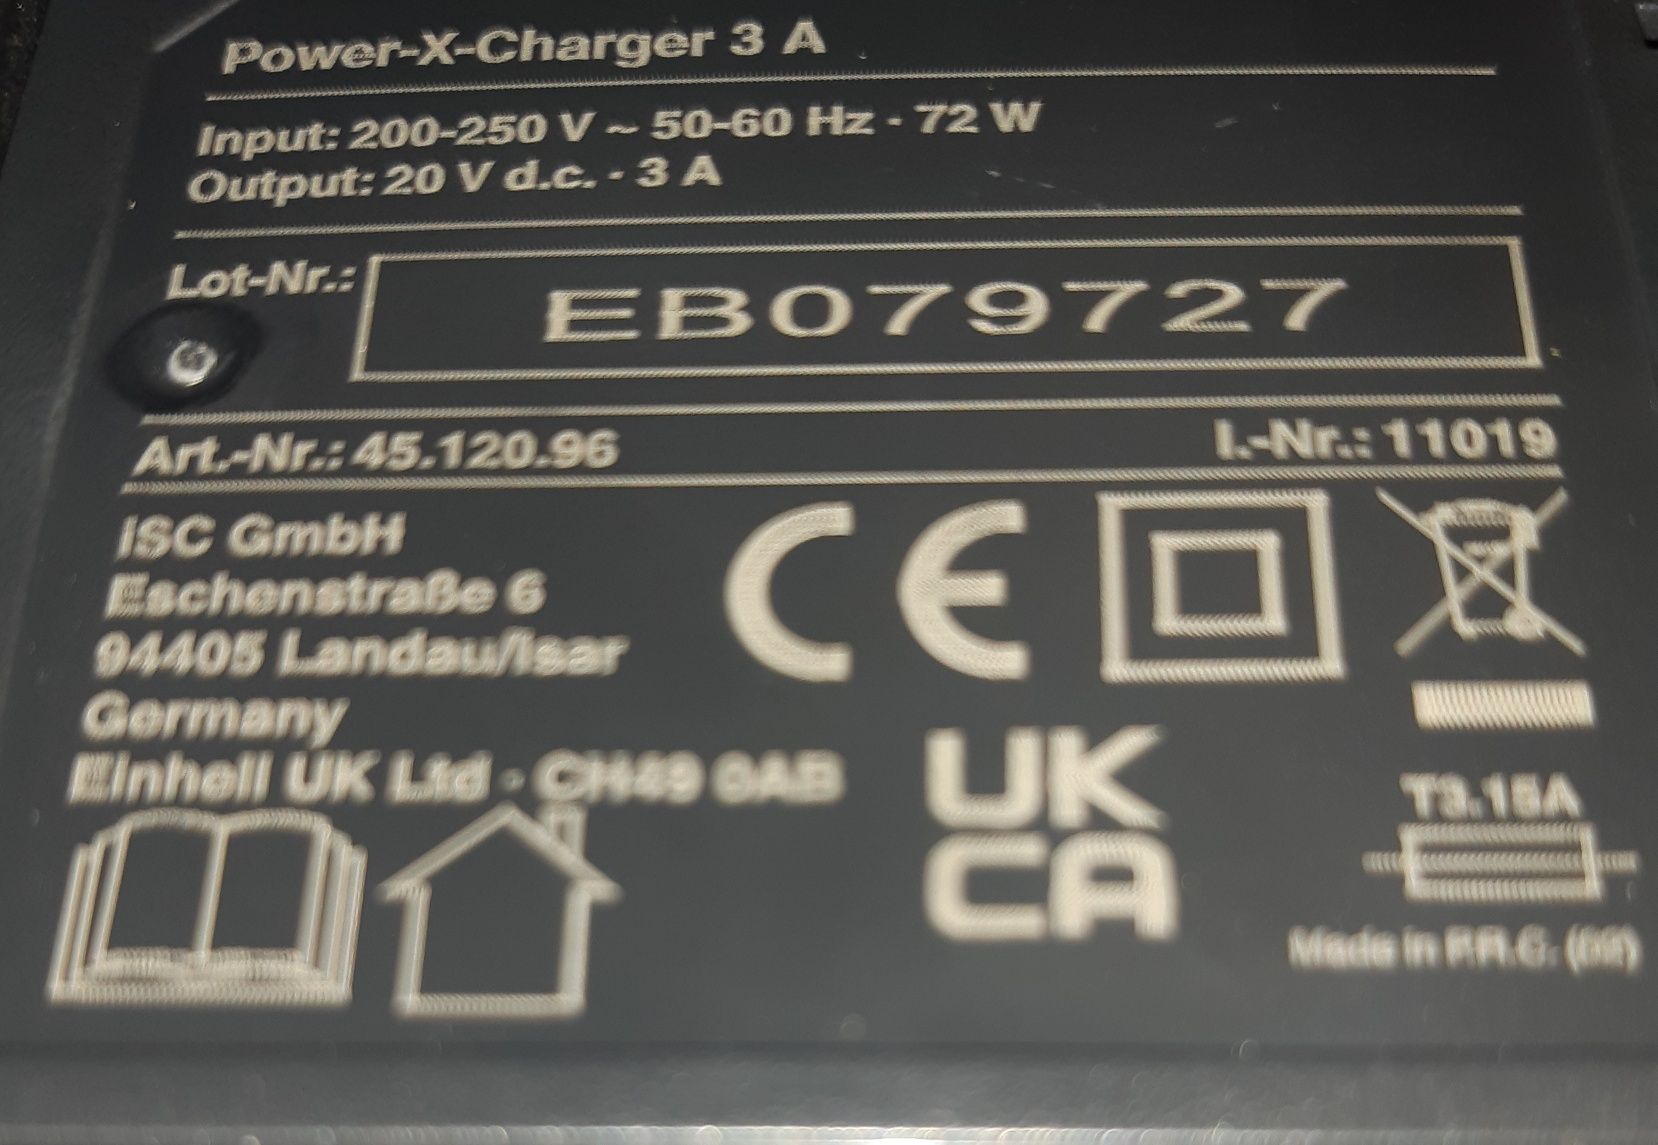 Power-X-Charger 3 A
Input: 200-250 V ~ 50-60 Hz - 72 W
Output: 20 V d.c. - 3 A
Lot-Nr.: EB079727
Art.-Nr.: 45.120.96 I.-Nr.: 11019
iSC GmbH
Eschenstraße 6
94405 Landau/Isar
Germany
Einhell UK Ltd - CH49 0AB
CE
UK
CA
T3.15A
Made in P.R.C.